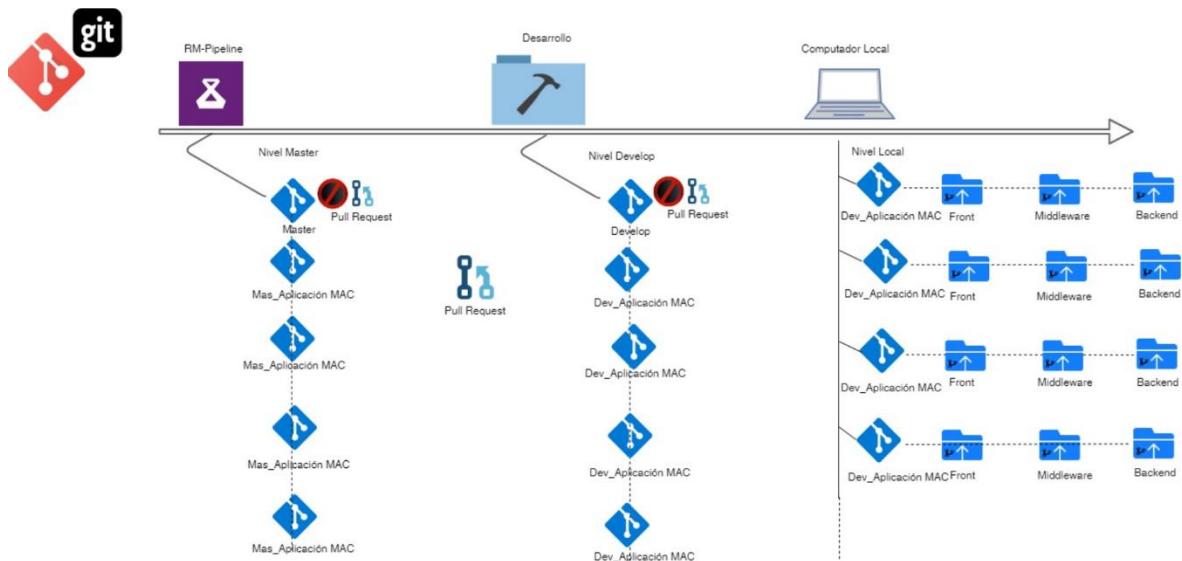 git
RM-Pipeline
Desarrollo
Computador Local
Nivel Master
Nivel Develop
Nivel Local
Pull Request
Pull Request
Master
Develop
Dev_Aplicación MAC
Front
Middleware
Backend
Mas_Aplicación MAC
Pull Request
Dev_Aplicación MAC
Dev_Aplicación MAC
Front
Middleware
Backend
Mas_Aplicación MAC
Dev_Aplicación MAC
Dev_Aplicación MAC
Front
Middleware
Backend
Mas_Aplicación MAC
Dev_Aplicación MAC
Dev_Aplicación MAC
Front
Middleware
Backend
Mas_Aplicación MAC
Dev_Aplicación MAC